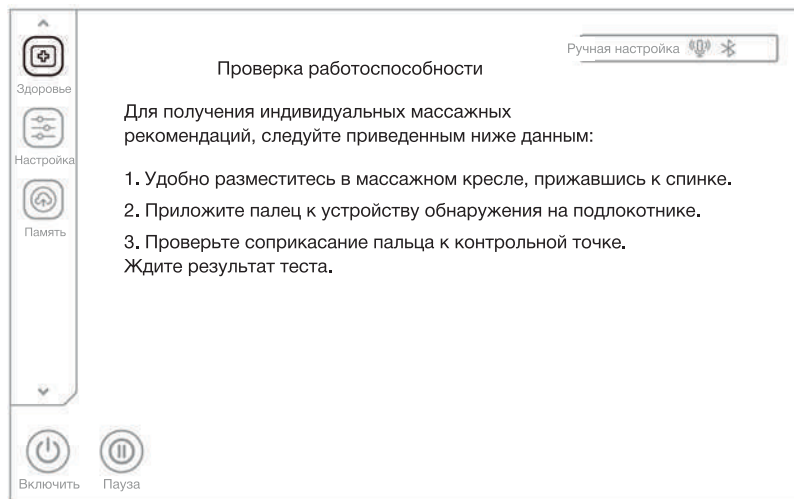 Ручная настройка
Проверка работоспособности
Здоровье
Для получения индивидуальных массажных
рекомендаций, следуйте приведенным ниже данным:
Настройка
1. Удобно разместитесь в массажном кресле, прижавшись к спинке.
2. Приложите палец к устройству обнаружения на подлокотнике.
Память
3. Проверьте соприкасание пальца к контрольной точке.
Ждите результат теста.
Включить
Пауза